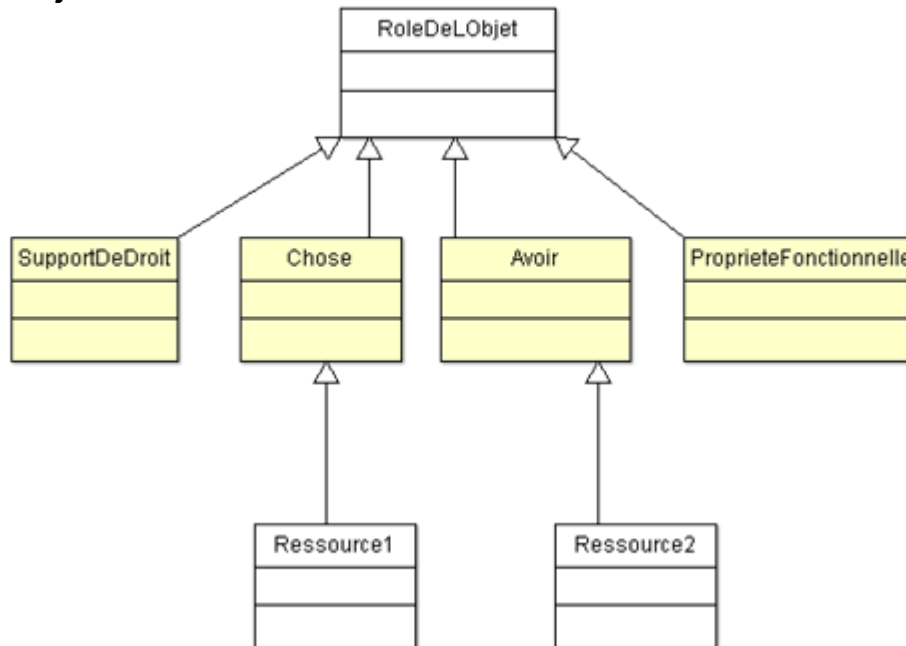 RoleDeLObjet
SupportDeDroit
Chose
Avoir
ProprieteFonctionnelle
Ressource1
Ressource2